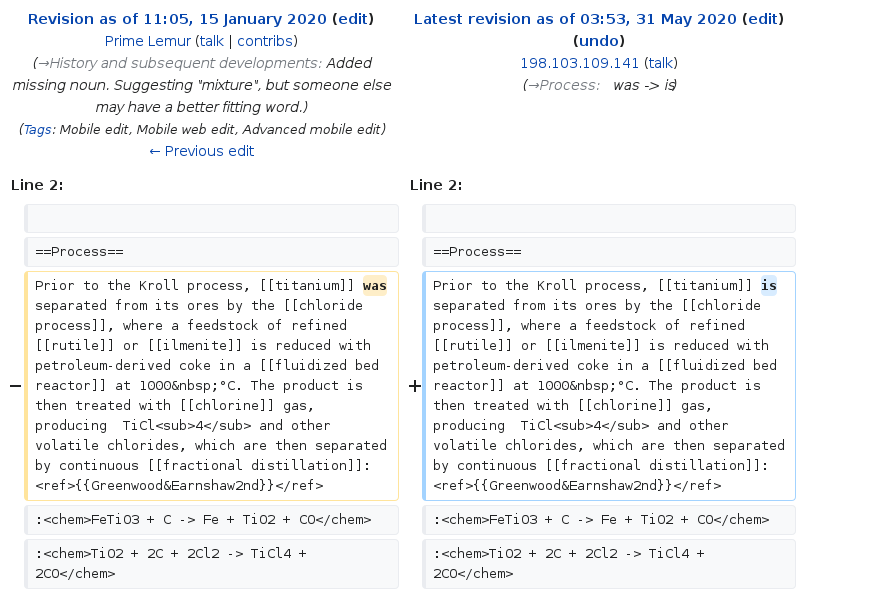 Revision as of 11:05, 15 January 2020 (edit)
Prime Lemur (talk | contribs)
(→History and subsequent developments: Added
missing noun. Suggesting "mixture", but someone else
may have a better fitting word.)
(Tags: Mobile edit, Mobile web edit, Advanced mobile edit)
← Previous edit
Latest revision as of 03:53, 31 May 2020 (edit)
(undo)
198.103.109.141 (talk)
(→Process: was -> is)
Line 2:
==Process==
− Prior to the Kroll process, [[titanium]] was
separated from its ores by the [[chloride
process]], where a feedstock of refined
[[rutile]] or [[ilmenite]] is reduced with
petroleum-derived coke in a [[fluidized bed
reactor]] at 1000&nbsp;°C. The product is
then treated with [[chlorine]] gas,
producing  TiCl<sub>4</sub> and other
volatile chlorides, which are then separated
by continuous [[fractional distillation]]:
<ref>{{Greenwood&Earnshaw2nd}}</ref>
:<chem>FeTiO3 + C -> Fe + TiO2 + CO</chem>
:<chem>TiO2 + 2C + 2Cl2 -> TiCl4 +
2CO</chem>
Line 2:
==Process==
+ Prior to the Kroll process, [[titanium]] is
separated from its ores by the [[chloride
process]], where a feedstock of refined
[[rutile]] or [[ilmenite]] is reduced with
petroleum-derived coke in a [[fluidized bed
reactor]] at 1000&nbsp;°C. The product is
then treated with [[chlorine]] gas,
producing  TiCl<sub>4</sub> and other
volatile chlorides, which are then separated
by continuous [[fractional distillation]]:
<ref>{{Greenwood&Earnshaw2nd}}</ref>
:<chem>FeTiO3 + C -> Fe + TiO2 + CO</chem>
:<chem>TiO2 + 2C + 2Cl2 -> TiCl4 +
2CO</chem>